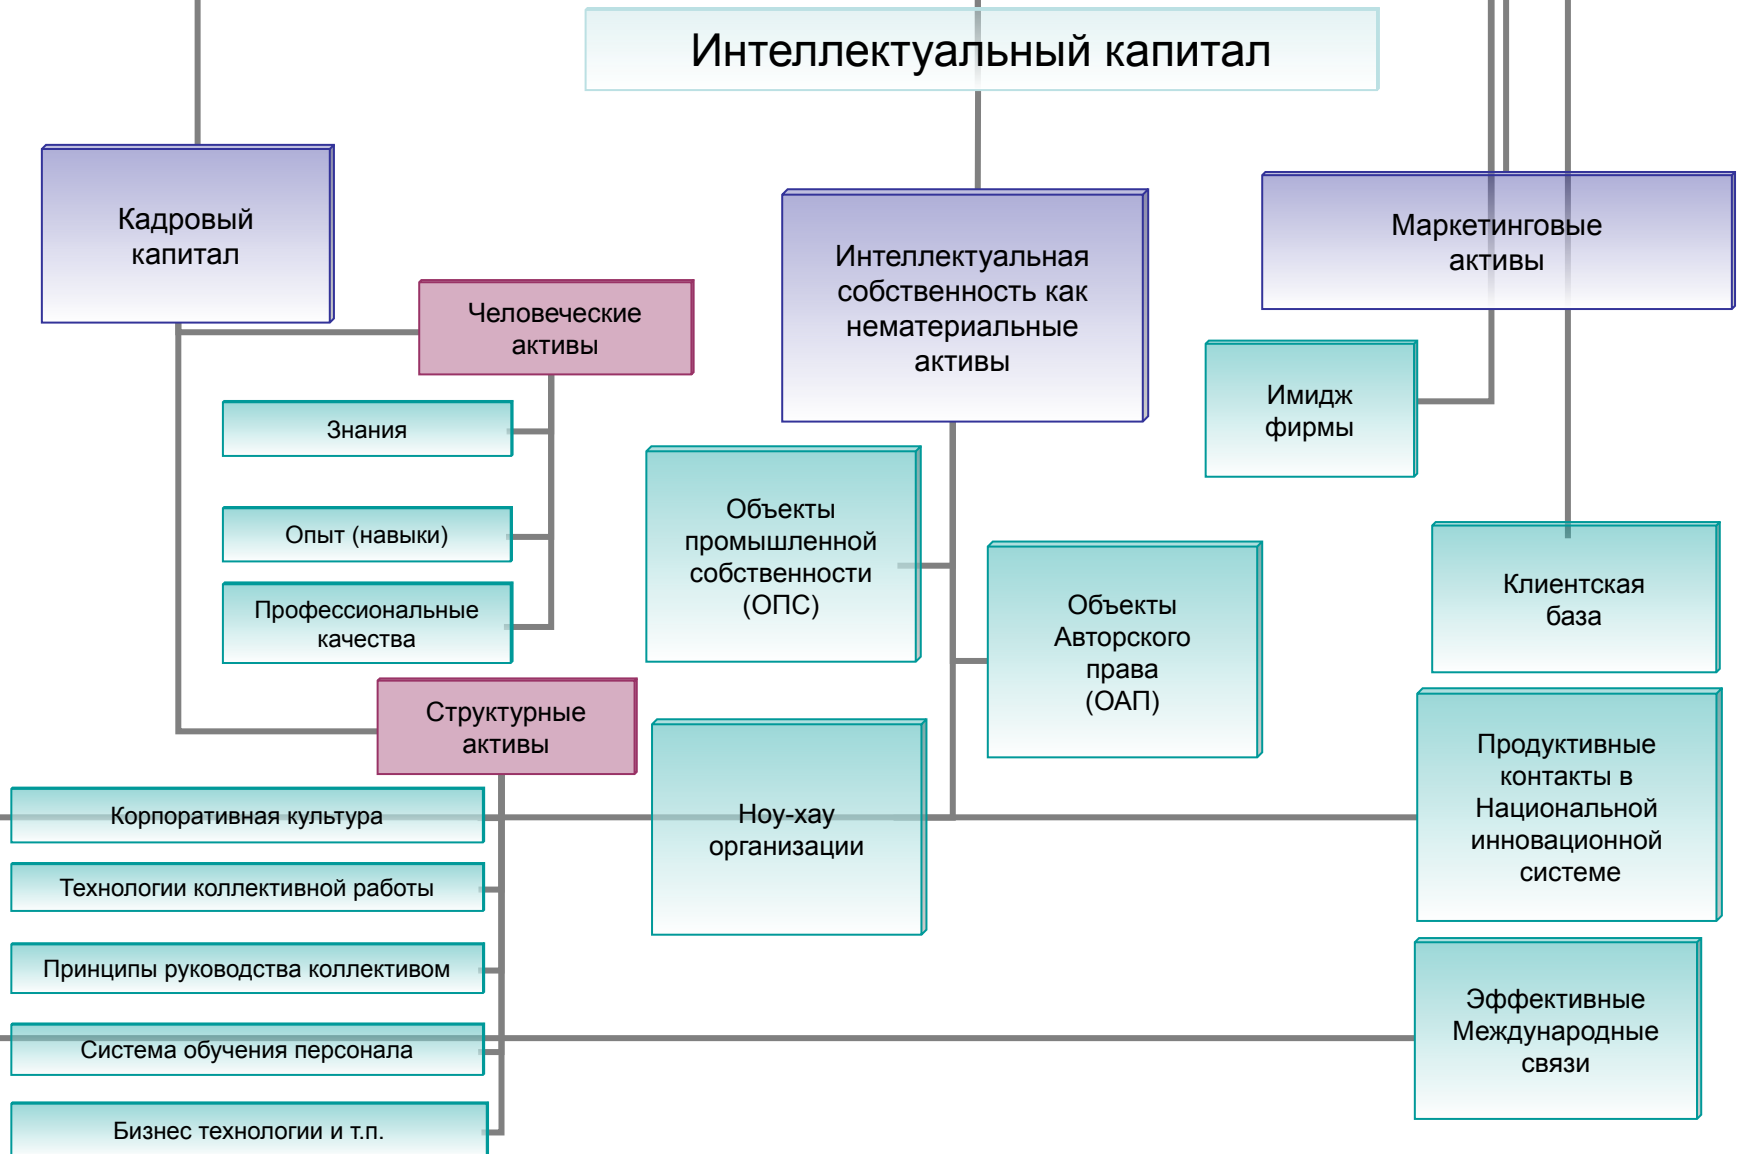 Интеллектуальный капитал
Кадровый
капитал
Человеческие
активы
Знания
Опыт (навыки)
Профессиональные
качества
Структурные
активы
Корпоративная культура
Технологии коллективной работы
Принципы руководства коллективом
Система обучения персонала
Бизнес технологии и т.п.
Интеллектуальная
собственность как
нематериальные
активы
Объекты
промышленной
собственности
(ОПС)
Объекты
Авторского
права
(ОАП)
Ноу-хау
организации
Маркетинговые
активы
Имидж
фирмы
Клиентская
база
Продуктивные
контакты в
Национальной
инновационной
системе
Эффективные
Международные
связи